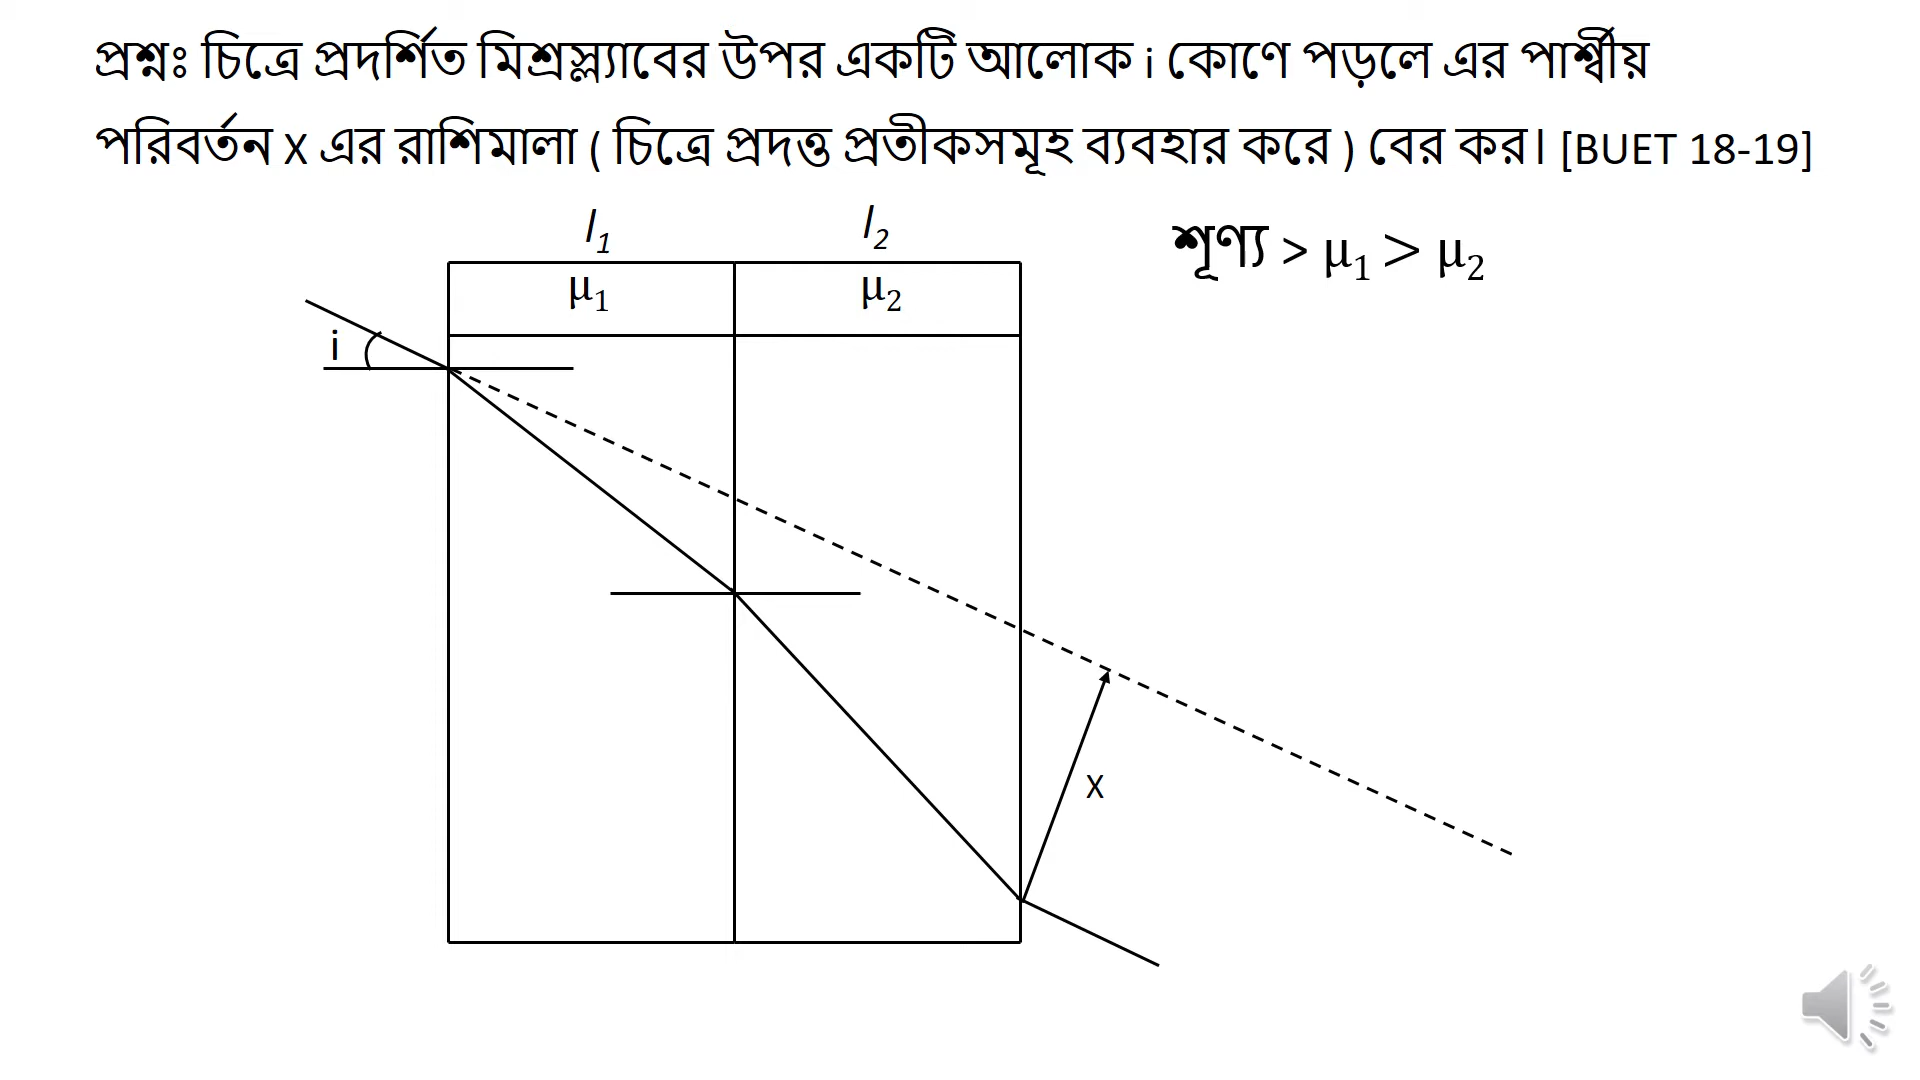 প্রশ্নঃ চিত্রে প্রদর্শিত মিশ্রস্ল্যাবের উপর একটি আলোক i কোণে পড়লে এর পার্শ্বীয়
পরিবর্তন X এর রাশিমালা ( চিত্রে প্রদত্ত প্রতীকসমূহ ব্যবহার করে ) বের কর। [BUET 18-19]
l₁ l₂
শূণ্য > μ₁ > μ₂
μ₁ μ₂
i
X